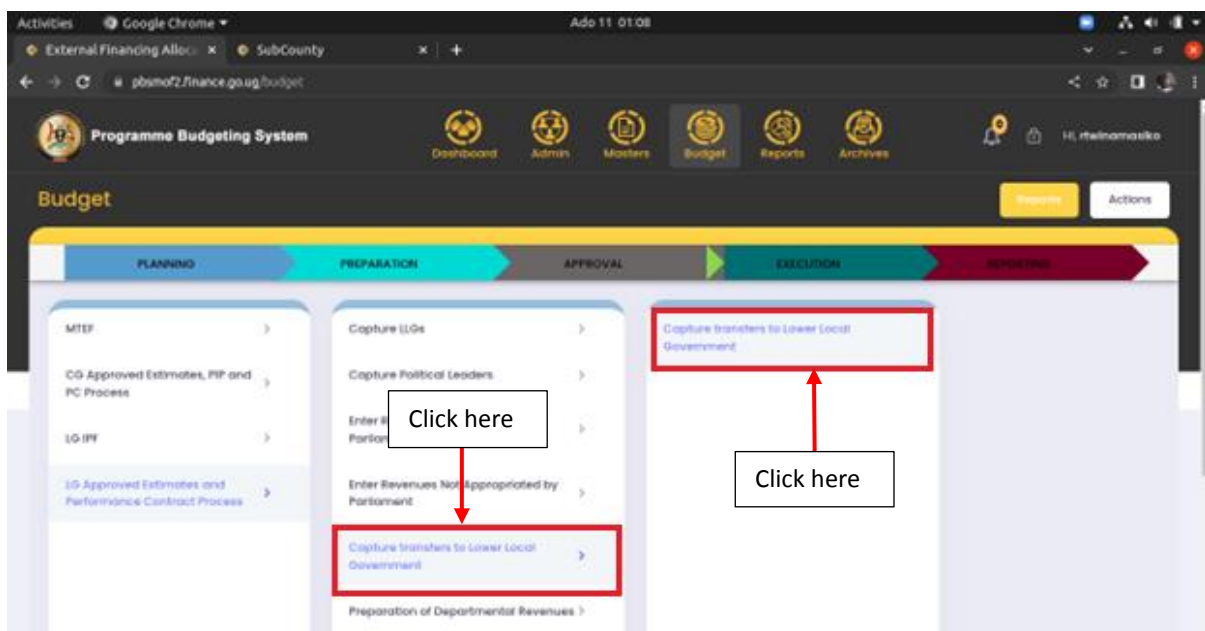 Activities Google Chrome Ado 11 01:08
External Financing Alloc SubCounty
pbsmof2.finance.go.ug/budget
Programme Budgeting System
Dashboard Admin Masters Budget Reports Archives
0
Hi, rtwinamasiko
Budget
Reports Actions
PLANNING PREPARATION APPROVAL EXECUTION REPORTING
MTEF
CG Approved Estimates, PIP and
PC Process
LG IPF
LG Approved Estimates and
Performance Contract Process
Capture LLGs
Capture Political Leaders
Enter
Enter Revenues Not Appropriated by
Parliament
Capture transfers to Lower Local
Government
Preparation of Departmental Revenues
Click here
Capture transfers to Lower Local
Government
Click here